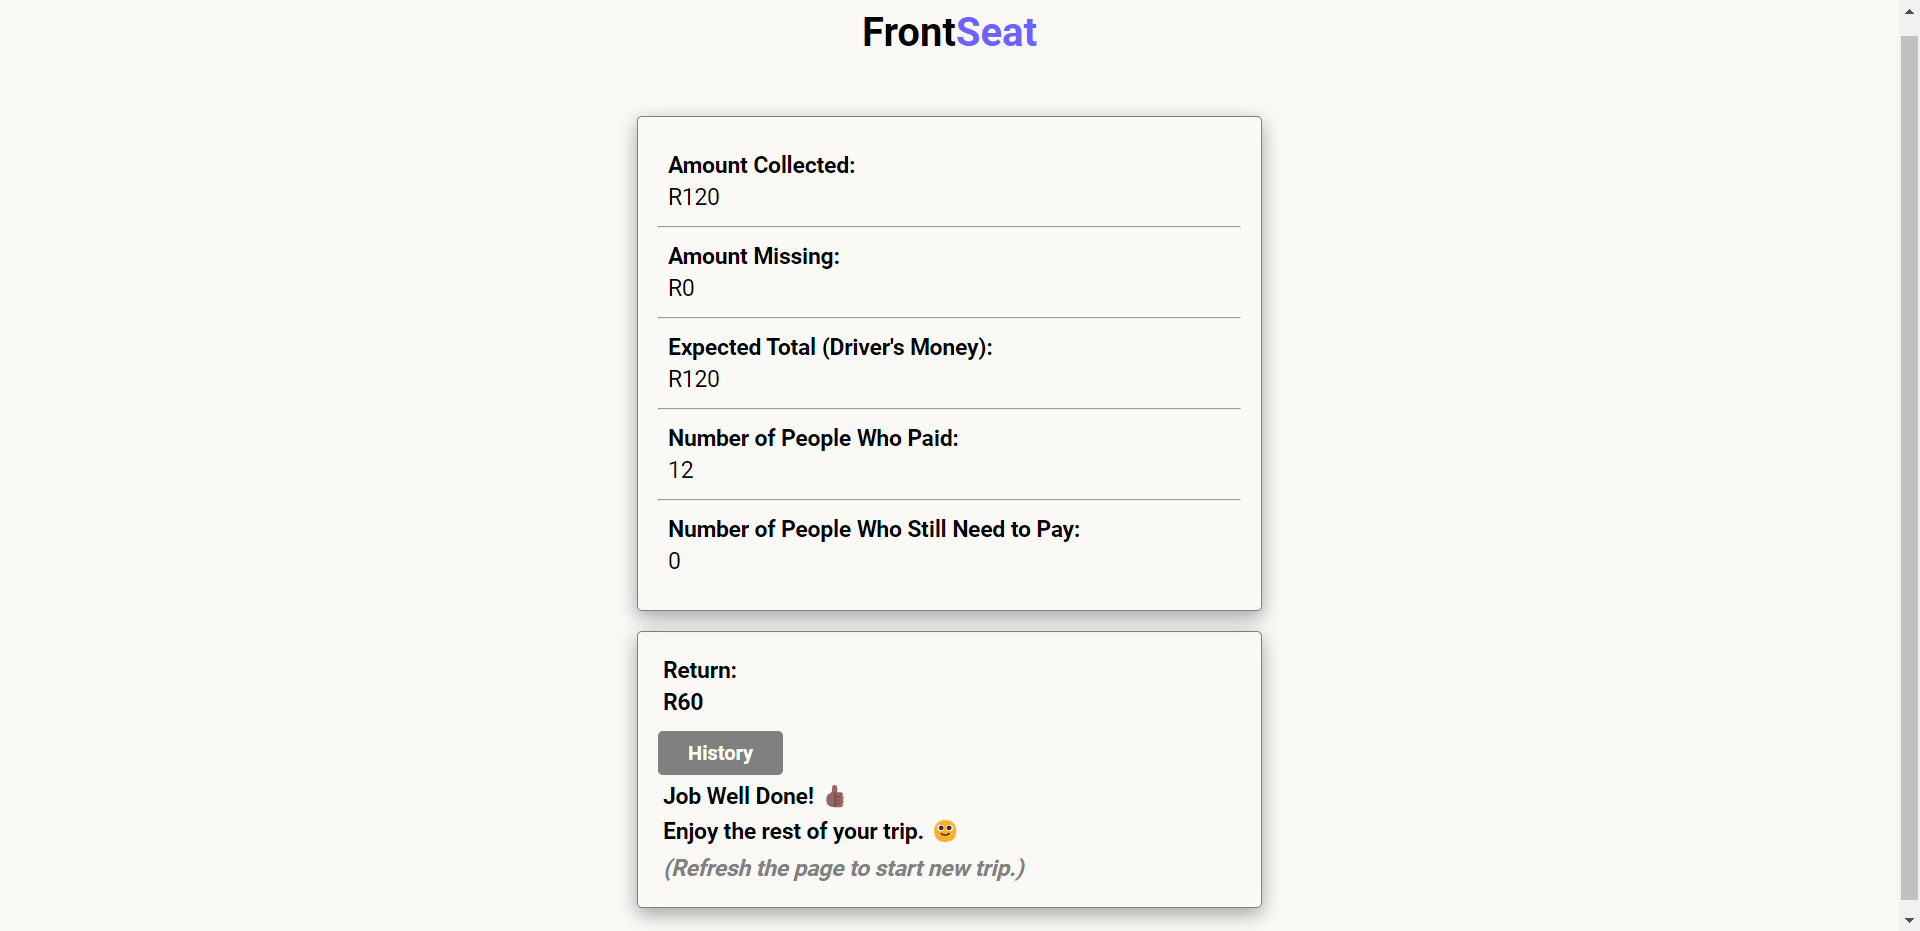 FrontSeat
Amount Collected:
R120
Amount Missing:
R0
Expected Total (Driver's Money):
R120
Number of People Who Paid:
12
Number of People Who Still Need to Pay:
0
Return:
R60
History
Job Well Done! 👍🏾
Enjoy the rest of your trip. 🙂
(Refresh the page to start new trip.)